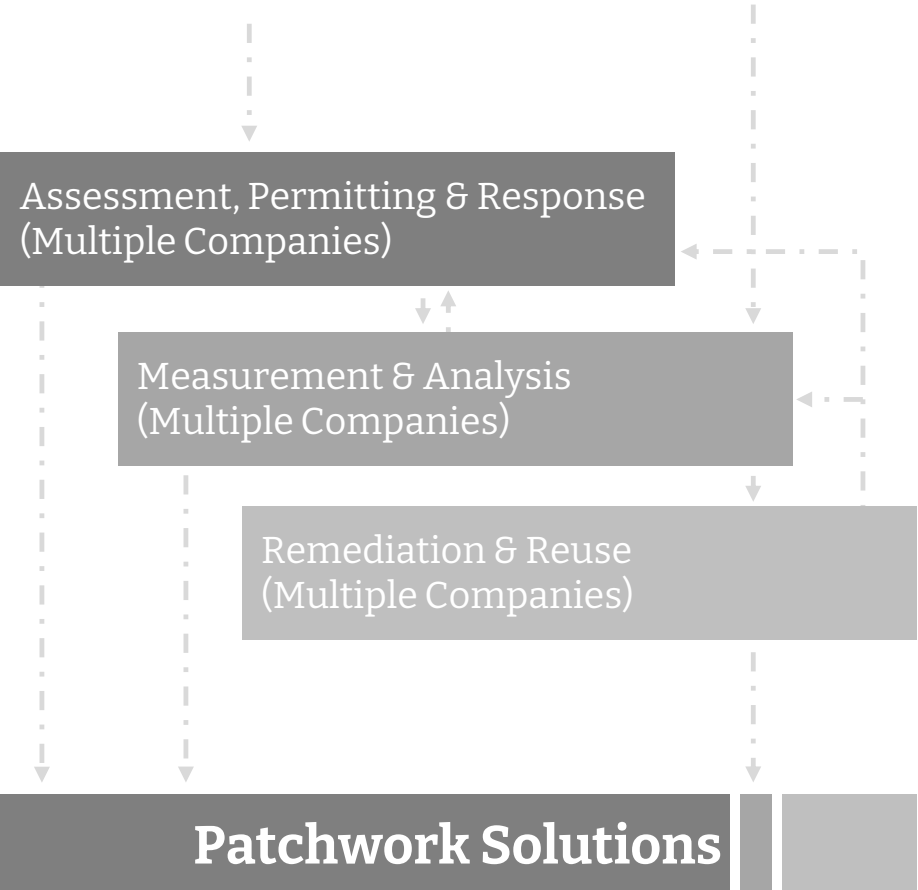 Assessment, Permitting & Response
(Multiple Companies)
Measurement & Analysis
(Multiple Companies)
Remediation & Reuse
(Multiple Companies)
Patchwork Solutions